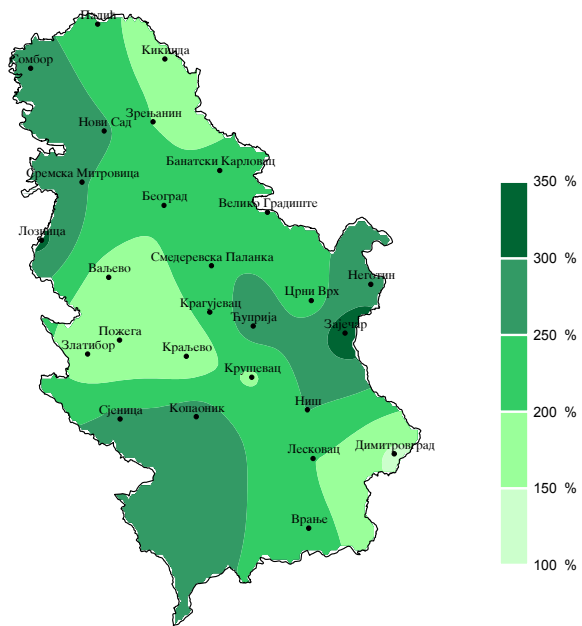 Палић
Кикинда
Сомбор
Зрењанин
Нови Сад
Банатски Карловац
Сремска Митровица
350 %
Београд
Велико Градиште
Лозница
Смедеревска Паланка
300 %
Ваљево
Неготин
Црни Врх
Крагујевац
Ћуприја
Зајечар
250 %
Пожега
Златибор
Краљево
Крушевац
Ниш
Сјеница
Копаоник
200 %
Лесковац
Димитровград
150 %
Врање
100 %